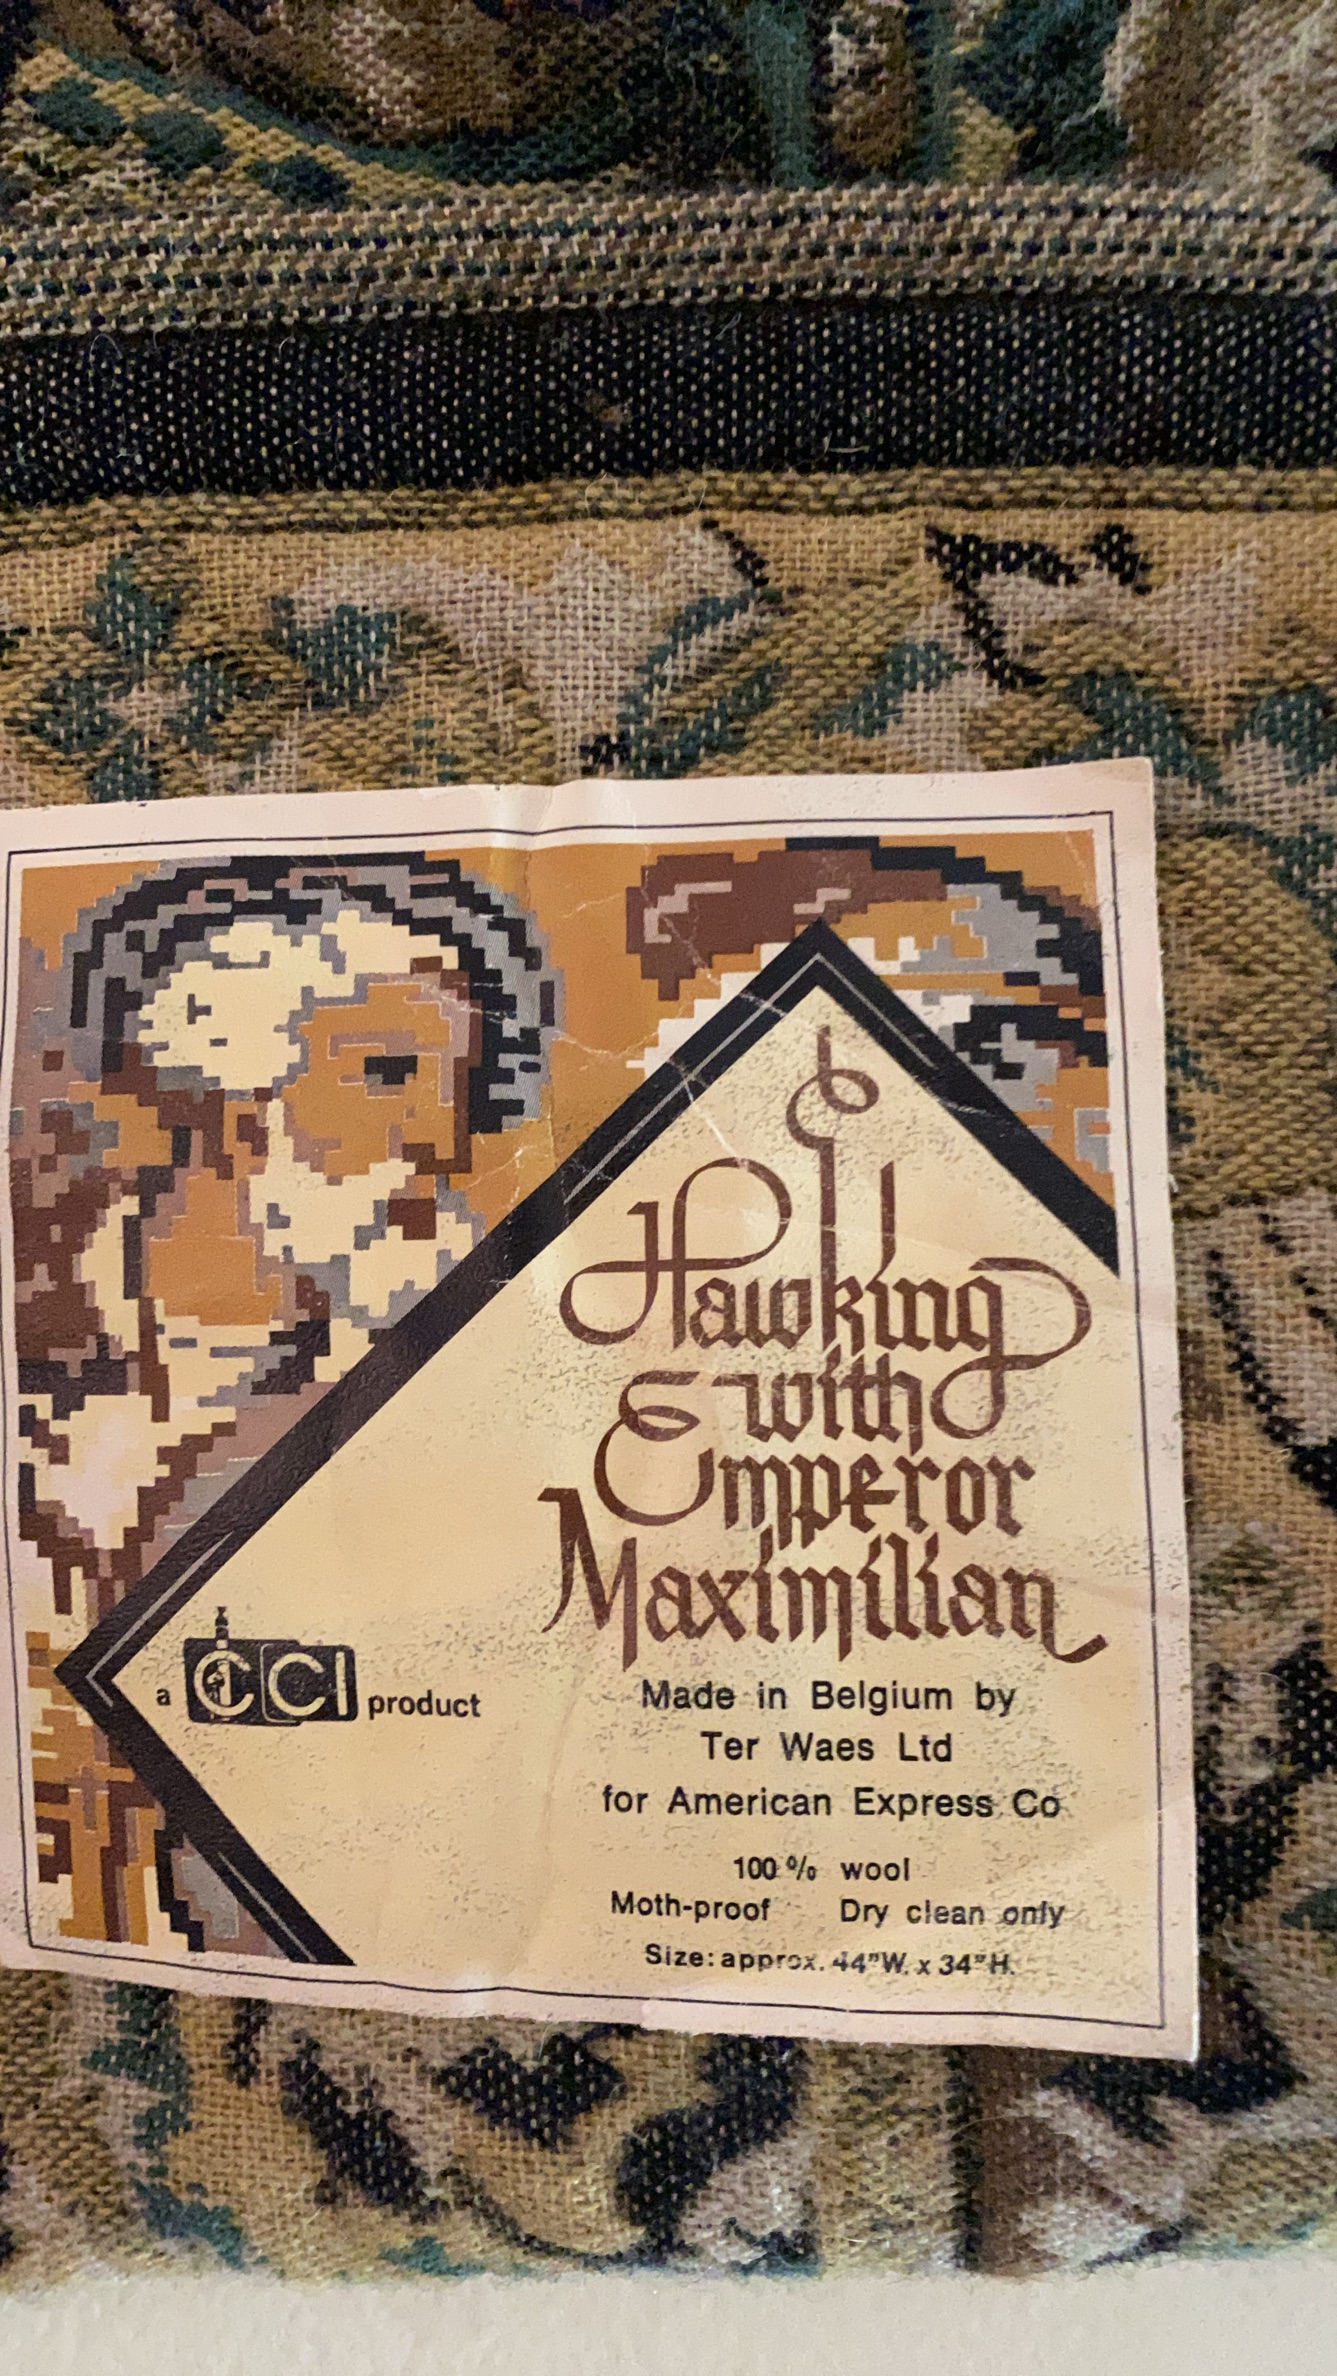 Hawking
with
Emperor
Maximilian
a CCI product
Made in Belgium by
Ter Waes Ltd
for American Express Co
100% wool
Moth-proof Dry clean only
Size: approx. 44"W. x 34"H.